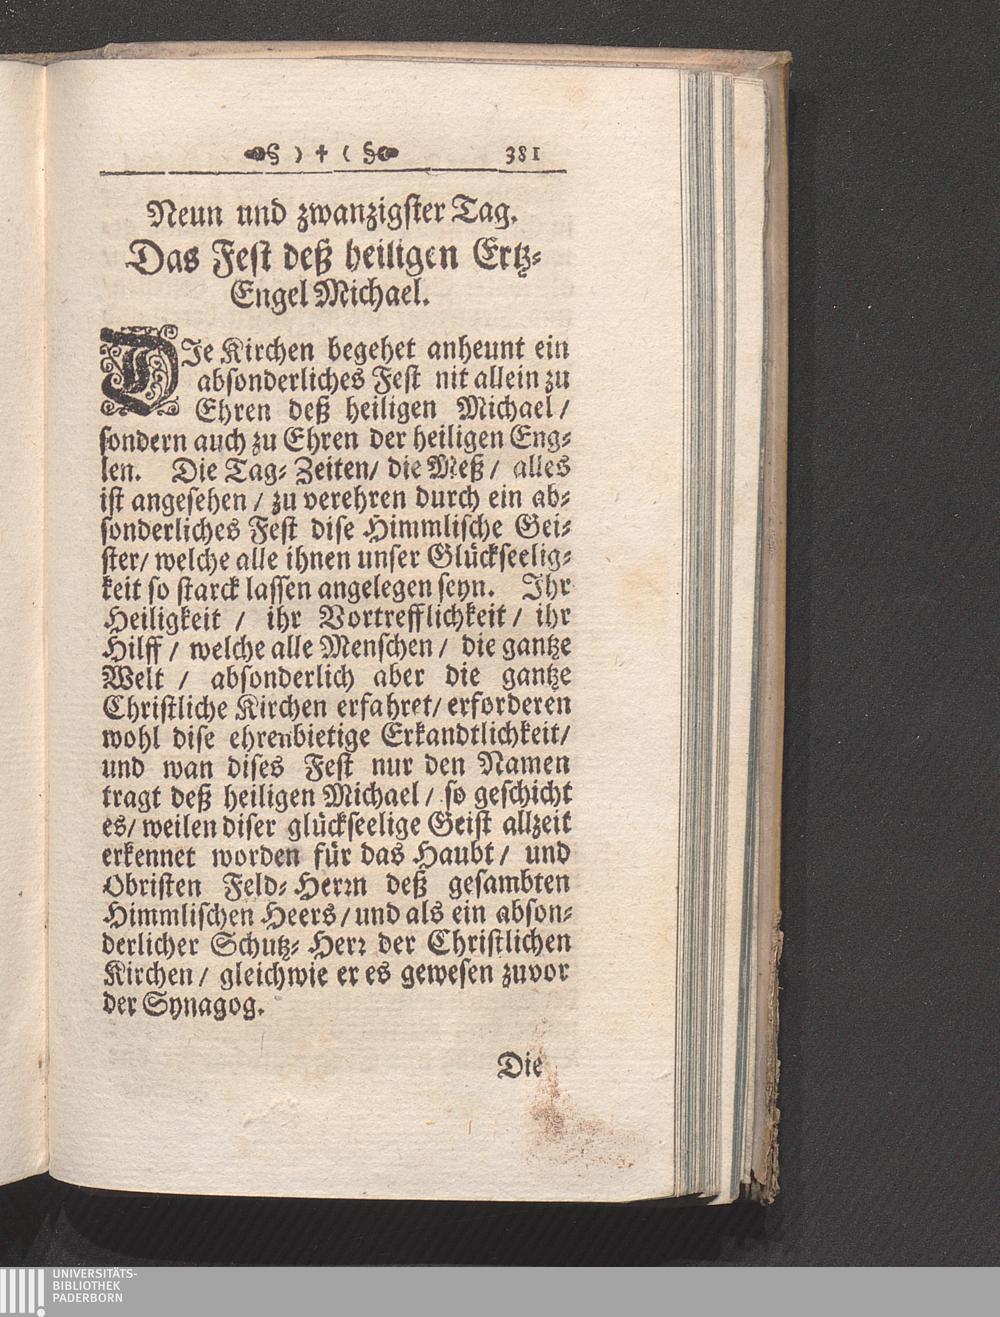 § ) + ( § 381
Neun und zwanzigster Tag.
Das Fest deß heiligen Ertz-
Engel Michael.
DIe Kirchen begehet anheunt ein
absonderliches Fest nit allein zu
Ehren deß heiligen Michael /
sondern auch zu Ehren der heiligen Eng-
len. Die Tag-Zeiten / die Meß / alles
ist angesehen / zu verehren durch ein ab-
sonderliches Fest dise Himmlische Gei-
ster / welche alle ihnen unser Glückseelig-
keit so starck lassen angelegen seyn. Ihr
Heiligkeit / ihr Vortrefflichkeit / ihr
Hilff / welche alle Menschen / die gantze
Welt / absonderlich aber die gantze
Christliche Kirchen erfahret / erforderen
wohl dise ehrenbietige Erkandtlichkeit /
und wan dises Fest nur den Namen
tragt deß heiligen Michael / so geschicht
es / weilen diser glückseelige Geist allzeit
erkennet worden für das Haubt / und
Obristen Feld-Herrn deß gesambten
Himmlischen Heers / und als ein abson-
derlicher Schutz-Herr der Christlichen
Kirchen / gleichwie er es gewesen zuvor
der Synagog.
Die
UNIVERSITÄTS-
BIBLIOTHEK
PADERBORN